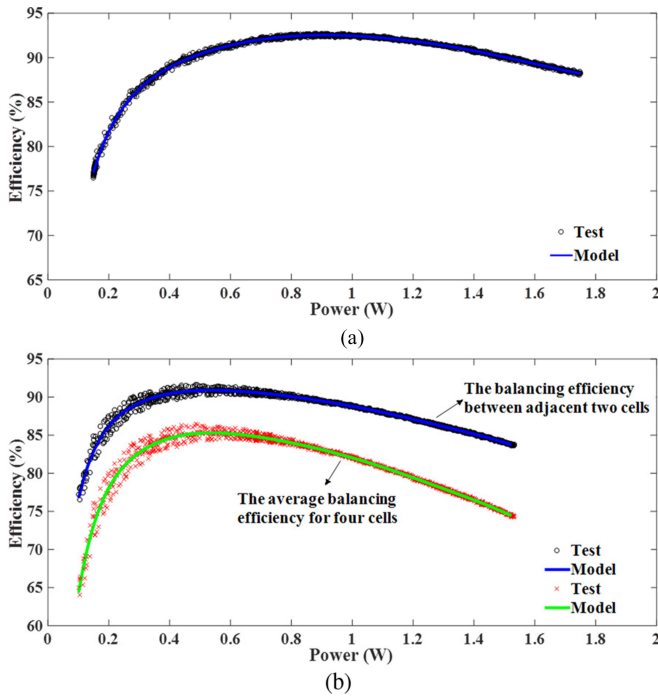 95
90
85
80
75
70
65
Efficiency (%)
Test
Model
0 0.2 0.4 0.6 0.8 1 1.2 1.4 1.6 1.8 2
Power (W)
(a)
95
90
85
80
75
70
65
60
Efficiency (%)
The balancing efficiency
between adjacent two cells
The average balancing
efficiency for four cells
Test
Model
Test
Model
0 0.2 0.4 0.6 0.8 1 1.2 1.4 1.6 1.8 2
Power (W)
(b)